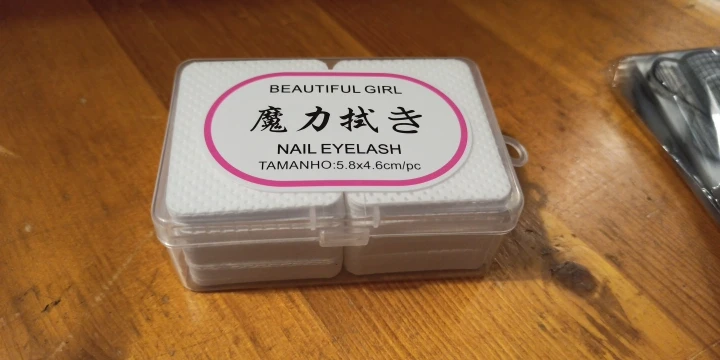 BEAUTIFUL GIRL
魔力拭き
NAIL EYELASH
TAMANHO:5.8x4.6cm/pc